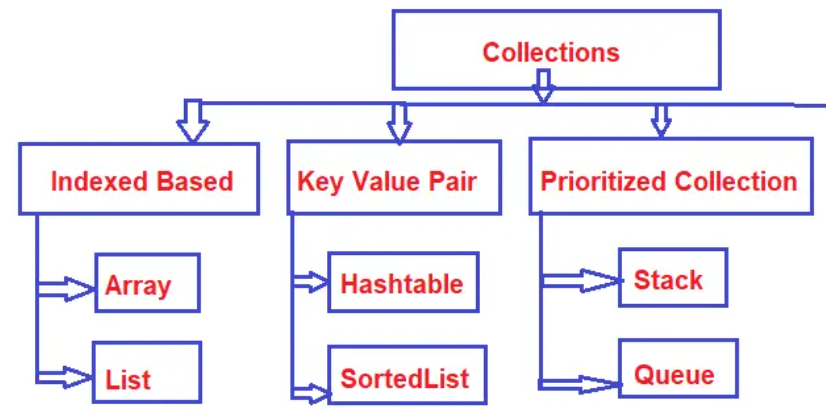 Collections
Indexed Based
Key Value Pair
Prioritized Collection
Array
Hashtable
Stack
List
SortedList
Queue